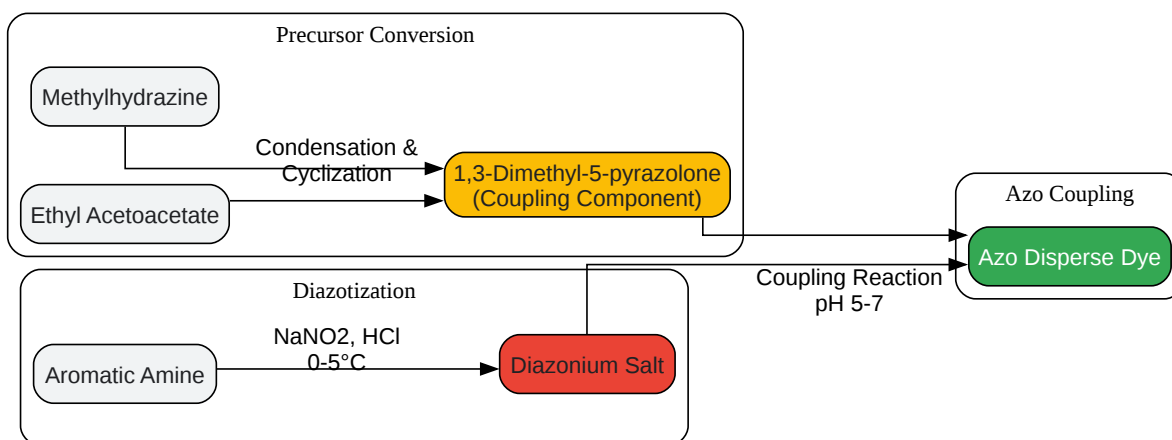 Precursor Conversion
Methylhydrazine
Condensation &
Cyclization
1,3-Dimethyl-5-pyrazolone
(Coupling Component)
Ethyl Acetoacetate
Azo Coupling
Azo Disperse Dye
Coupling Reaction
pH 5-7
Diazotization
NaNO2, HCl
0-5°C
Aromatic Amine
Diazonium Salt